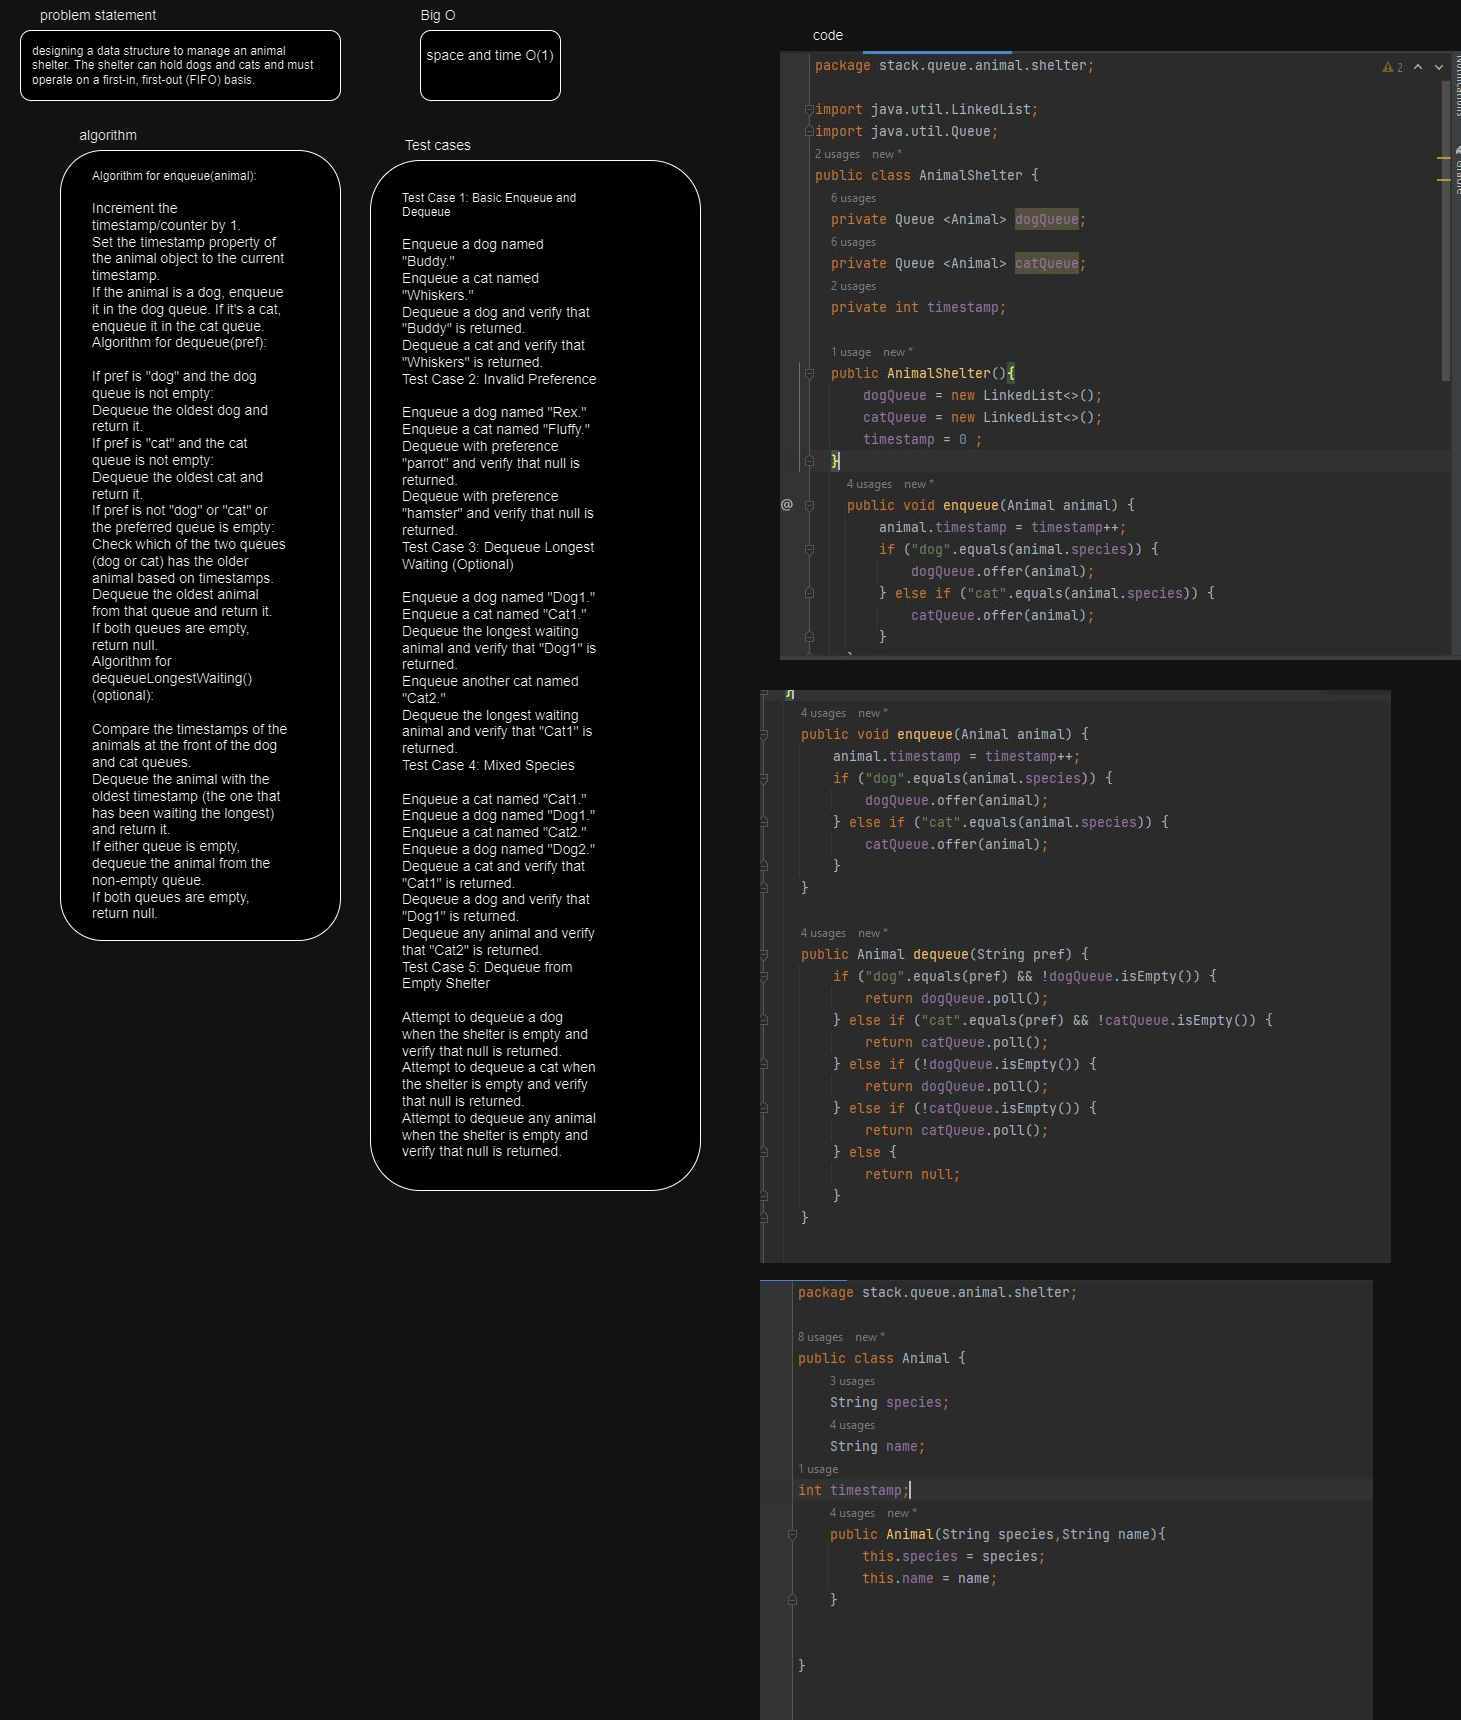 problem statement
designing a data structure to manage an animal
shelter. The shelter can hold dogs and cats and must
operate on a first-in, first-out (FIFO) basis.
Big O
space and time O(1)
algorithm
Algorithm for enqueue(animal):
Increment the
timestamp/counter by 1.
Set the timestamp property of
the animal object to the current
timestamp.
If the animal is a dog, enqueue
it in the dog queue. If it's a cat,
enqueue it in the cat queue.
Algorithm for dequeue(pref):
If pref is "dog" and the dog
queue is not empty:
Dequeue the oldest dog and
return it.
If pref is "cat" and the cat
queue is not empty:
Dequeue the oldest cat and
return it.
If pref is not "dog" or "cat" or
the preferred queue is empty:
Check which of the two queues
(dog or cat) has the older
animal based on timestamps.
Dequeue the oldest animal
from that queue and return it.
If both queues are empty,
return null.
Algorithm for
dequeueLongestWaiting()
(optional):
Compare the timestamps of the
animals at the front of the dog
and cat queues.
Dequeue the animal with the
oldest timestamp (the one that
has been waiting the longest)
and return it.
If either queue is empty,
dequeue the animal from the
non-empty queue.
If both queues are empty,
return null.
Test cases
Test Case 1: Basic Enqueue and
Dequeue
Enqueue a dog named
"Buddy."
Enqueue a cat named
"Whiskers."
Dequeue a dog and verify that
"Buddy" is returned.
Dequeue a cat and verify that
"Whiskers" is returned.
Test Case 2: Invalid Preference
Enqueue a dog named "Rex."
Enqueue a cat named "Fluffy."
Dequeue with preference
"parrot" and verify that null is
returned.
Dequeue with preference
"hamster" and verify that null is
returned.
Test Case 3: Dequeue Longest
Waiting (Optional)
Enqueue a dog named "Dog1."
Enqueue a cat named "Cat1."
Dequeue the longest waiting
animal and verify that "Dog1" is
returned.
Enqueue another cat named
"Cat2."
Dequeue the longest waiting
animal and verify that "Cat1" is
returned.
Test Case 4: Mixed Species
Enqueue a cat named "Cat1."
Enqueue a dog named "Dog1."
Enqueue a cat named "Cat2."
Enqueue a dog named "Dog2."
Dequeue a cat and verify that
"Cat1" is returned.
Dequeue a dog and verify that
"Dog1" is returned.
Dequeue any animal and verify
that "Cat2" is returned.
Test Case 5: Dequeue from
Empty Shelter
Attempt to dequeue a dog
when the shelter is empty and
verify that null is returned.
Attempt to dequeue a cat when
the shelter is empty and verify
that null is returned.
Attempt to dequeue any animal
when the shelter is empty and
verify that null is returned.
code
package stack.queue.animal.shelter;
2
import java.util.LinkedList;
import java.util.Queue;
2 usages new *
public class AnimalShelter {
6 usages
private Queue <Animal> dogQueue;
6 usages
private Queue <Animal> catQueue;
2 usages
private int timestamp;
1 usage new *
public AnimalShelter(){
dogQueue = new LinkedList<>();
catQueue = new LinkedList<>();
timestamp = 0 ;
}
4 usages new *
@ public void enqueue(Animal animal) {
animal.timestamp = timestamp++;
if ("dog".equals(animal.species)) {
dogQueue.offer(animal);
} else if ("cat".equals(animal.species)) {
catQueue.offer(animal);
}
}
4 usages new *
public void enqueue(Animal animal) {
animal.timestamp = timestamp++;
if ("dog".equals(animal.species)) {
dogQueue.offer(animal);
} else if ("cat".equals(animal.species)) {
catQueue.offer(animal);
}
}
4 usages new *
public Animal dequeue(String pref) {
if ("dog".equals(pref) && !dogQueue.isEmpty()) {
return dogQueue.poll();
} else if ("cat".equals(pref) && !catQueue.isEmpty()) {
return catQueue.poll();
} else if (!dogQueue.isEmpty()) {
return dogQueue.poll();
} else if (!catQueue.isEmpty()) {
return catQueue.poll();
} else {
return null;
}
}
package stack.queue.animal.shelter;
8 usages new *
public class Animal {
3 usages
String species;
4 usages
String name;
1 usage
int timestamp;
4 usages new *
public Animal(String species,String name){
this.species = species;
this.name = name;
}
}